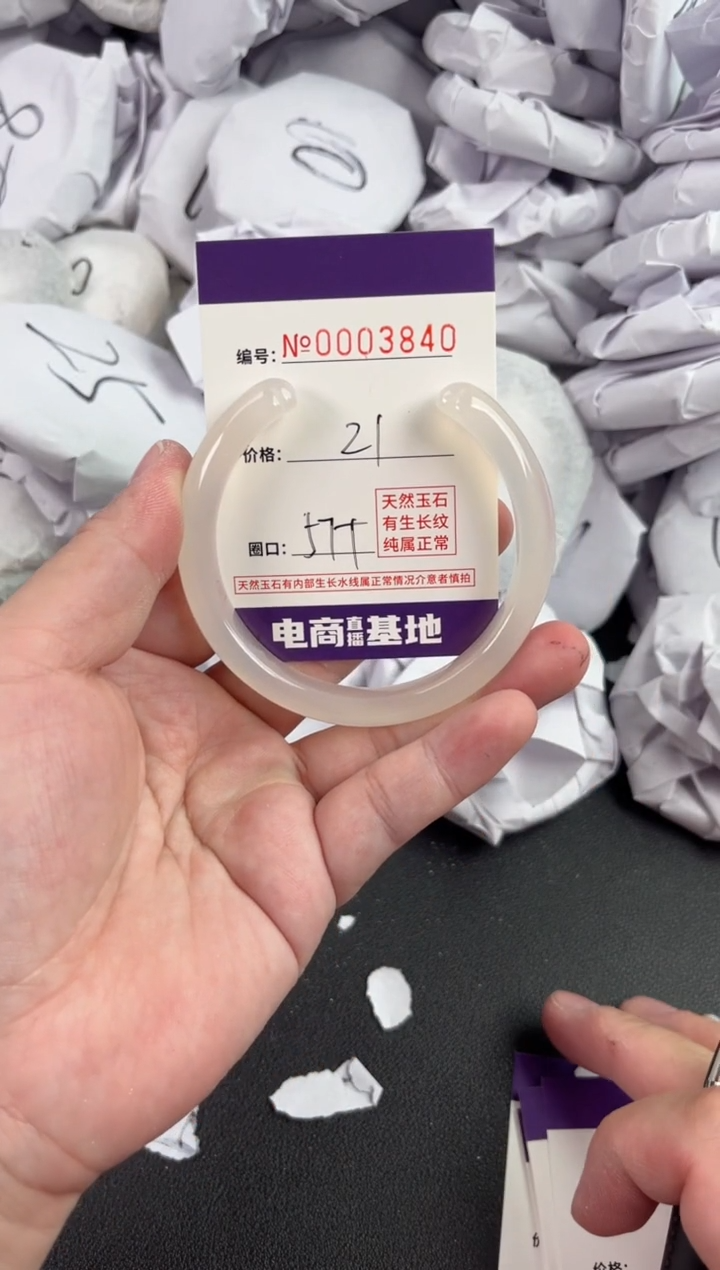 编号: №0003840
价格: 21
圈口:
天然玉石
有生长纹
纯属正常
天然玉石有内部生长水线属正常情况介意者慎拍
电商直播基地
价格: